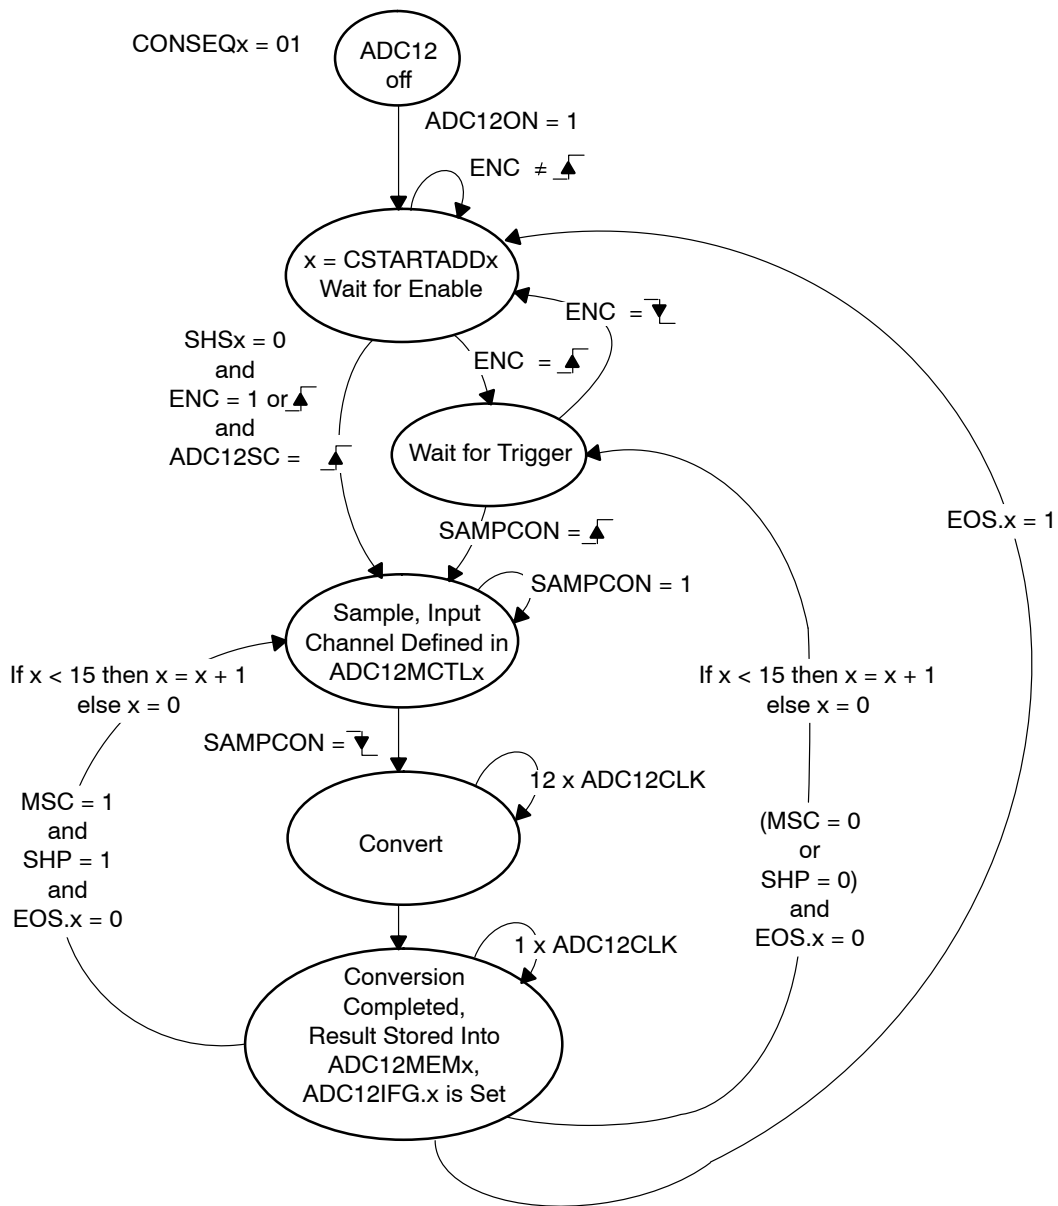 CONSEQx = 01
ADC12
off
ADC12ON = 1
ENC ≠
x = CSTARTADDx
Wait for Enable
ENC =
SHSx = 0
and
ENC = 1 or
and
ADC12SC =
ENC =
Wait for Trigger
SAMPCON =
EOS.x = 1
SAMPCON = 1
Sample, Input
Channel Defined in
ADC12MCTLx
If x < 15 then x = x + 1
else x = 0
If x < 15 then x = x + 1
else x = 0
SAMPCON =
12 x ADC12CLK
MSC = 1
and
SHP = 1
and
EOS.x = 0
Convert
(MSC = 0
or
SHP = 0)
and
EOS.x = 0
1 x ADC12CLK
Conversion
Completed,
Result Stored Into
ADC12MEMx,
ADC12IFG.x is Set